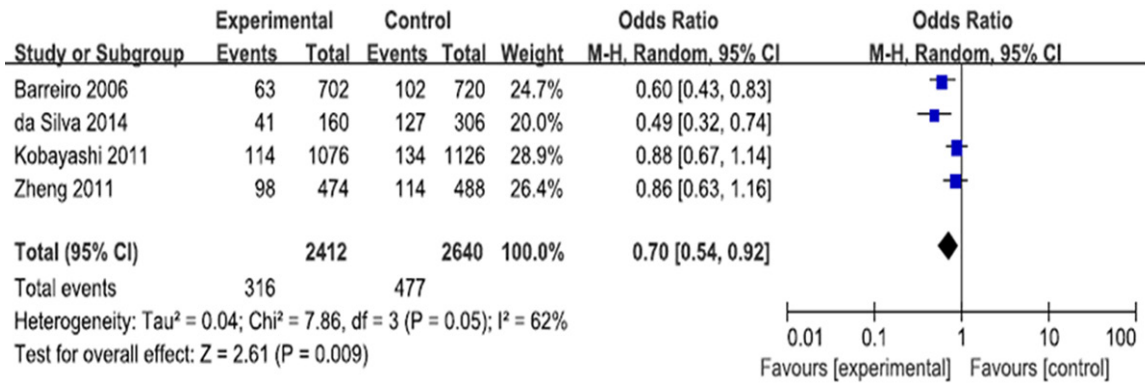 Experimental Control Odds Ratio Odds Ratio
Study or Subgroup Events Total Events Total Weight M-H, Random, 95% CI M-H, Random, 95% CI
Barreiro 2006 63 702 102 720 24.7% 0.60 [0.43, 0.83]
da Silva 2014 41 160 127 306 20.0% 0.49 [0.32, 0.74]
Kobayashi 2011 114 1076 134 1126 28.9% 0.88 [0.67, 1.14]
Zheng 2011 98 474 114 488 26.4% 0.86 [0.63, 1.16]
Total (95% CI) 2412 2640 100.0% 0.70 [0.54, 0.92]
Total events 316 477
Heterogeneity: Tau² = 0.04; Chi² = 7.86, df = 3 (P = 0.05); I² = 62%
Test for overall effect: Z = 2.61 (P = 0.009)
0.01 0.1 1 10 100
Favours [experimental] Favours [control]